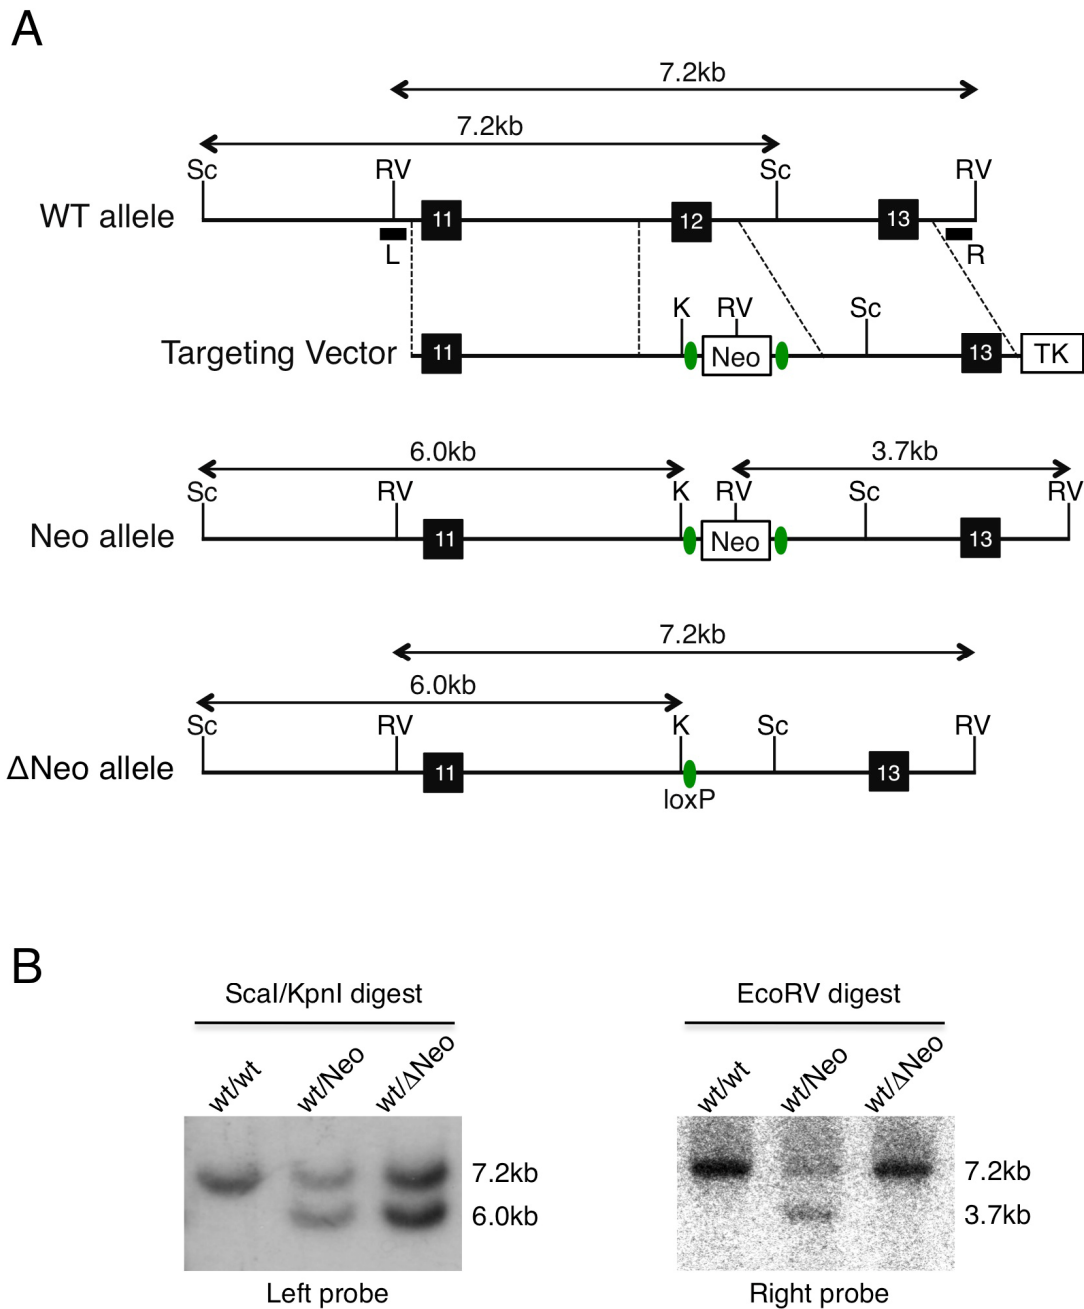 A
7.2kb
7.2kb
Sc RV Sc RV
WT allele 11 12 13
L R
K RV Sc
Targeting Vector 11 Neo 13 TK
6.0kb 3.7kb
Sc RV K RV Sc RV
Neo allele 11 Neo 13
7.2kb
6.0kb
Sc RV K Sc RV
ΔNeo allele 11 13
loxP
B
ScaI/KpnI digest
wt/wt wt/Neo wt/ΔNeo
7.2kb
6.0kb
Left probe
EcoRV digest
wt/wt wt/Neo wt/ΔNeo
7.2kb
3.7kb
Right probe